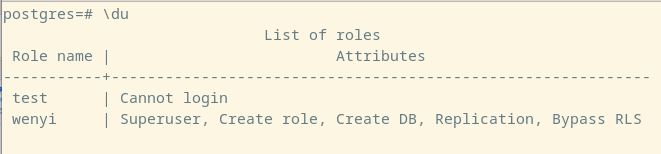 postgres=# \du
List of roles
Role name | Attributes
-----------+------------------------------------------------------------
test | Cannot login
wenyi | Superuser, Create role, Create DB, Replication, Bypass RLS